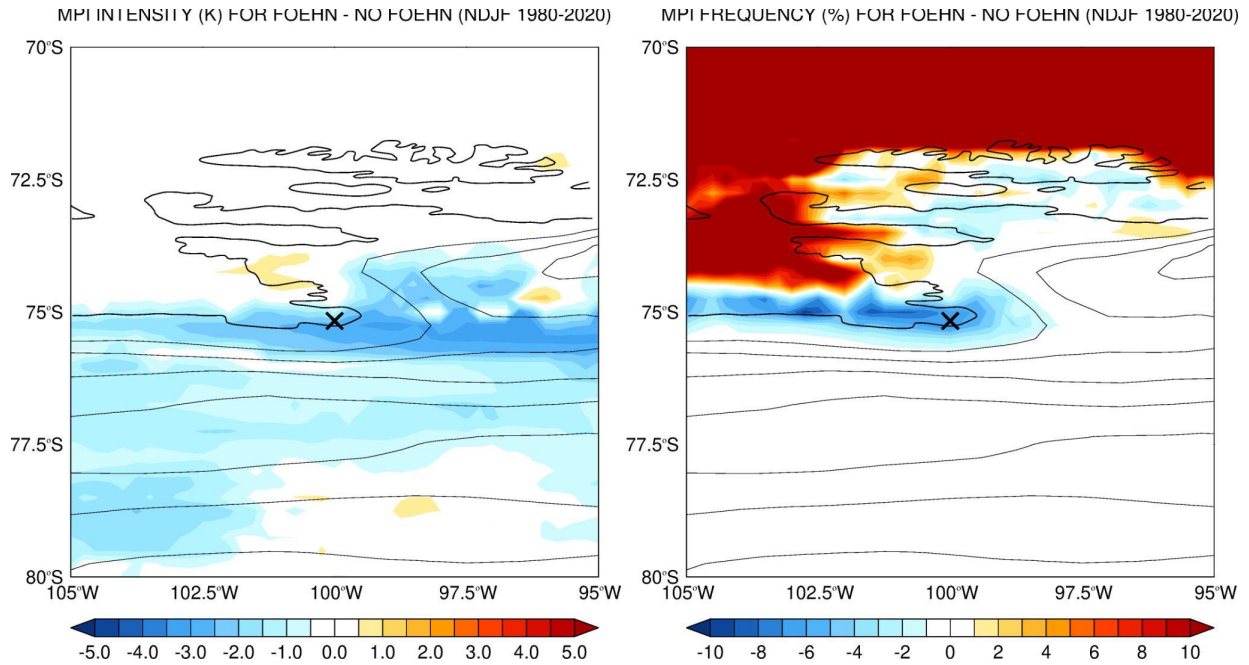 MPI INTENSITY (K) FOR FOEHN - NO FOEHN (NDJF 1980-2020)
70°S
72.5°S
75°S
77.5°S
80°S
105°W
102.5°W
100°W
97.5°W
95°W
-5.0 -4.0 -3.0 -2.0 -1.0 0.0 1.0 2.0 3.0 4.0 5.0
MPI FREQUENCY (%) FOR FOEHN - NO FOEHN (NDJF 1980-2020)
70°S
72.5°S
75°S
77.5°S
80°S
105°W
102.5°W
100°W
97.5°W
95°W
-10 -8 -6 -4 -2 0 2 4 6 8 10